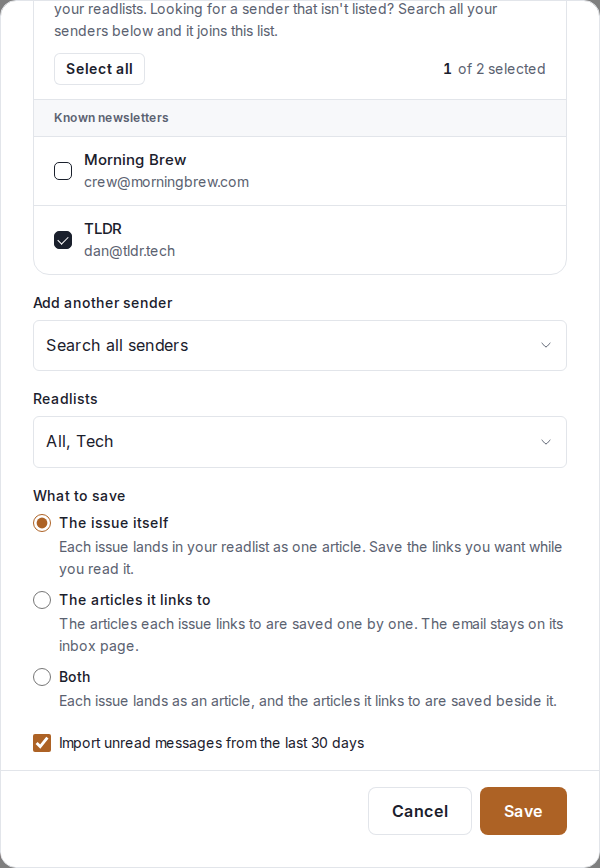 your readlists. Looking for a sender that isn't listed? Search all your
senders below and it joins this list.
Select all
1 of 2 selected
Known newsletters
Morning Brew
crew@morningbrew.com
TLDR
dan@tldr.tech
Add another sender
Search all senders
Readlists
All, Tech
What to save
The issue itself
Each issue lands in your readlist as one article. Save the links you want while
you read it.
The articles it links to
The articles each issue links to are saved one by one. The email stays on its
inbox page.
Both
Each issue lands as an article, and the articles it links to are saved beside it.
Import unread messages from the last 30 days
Cancel
Save